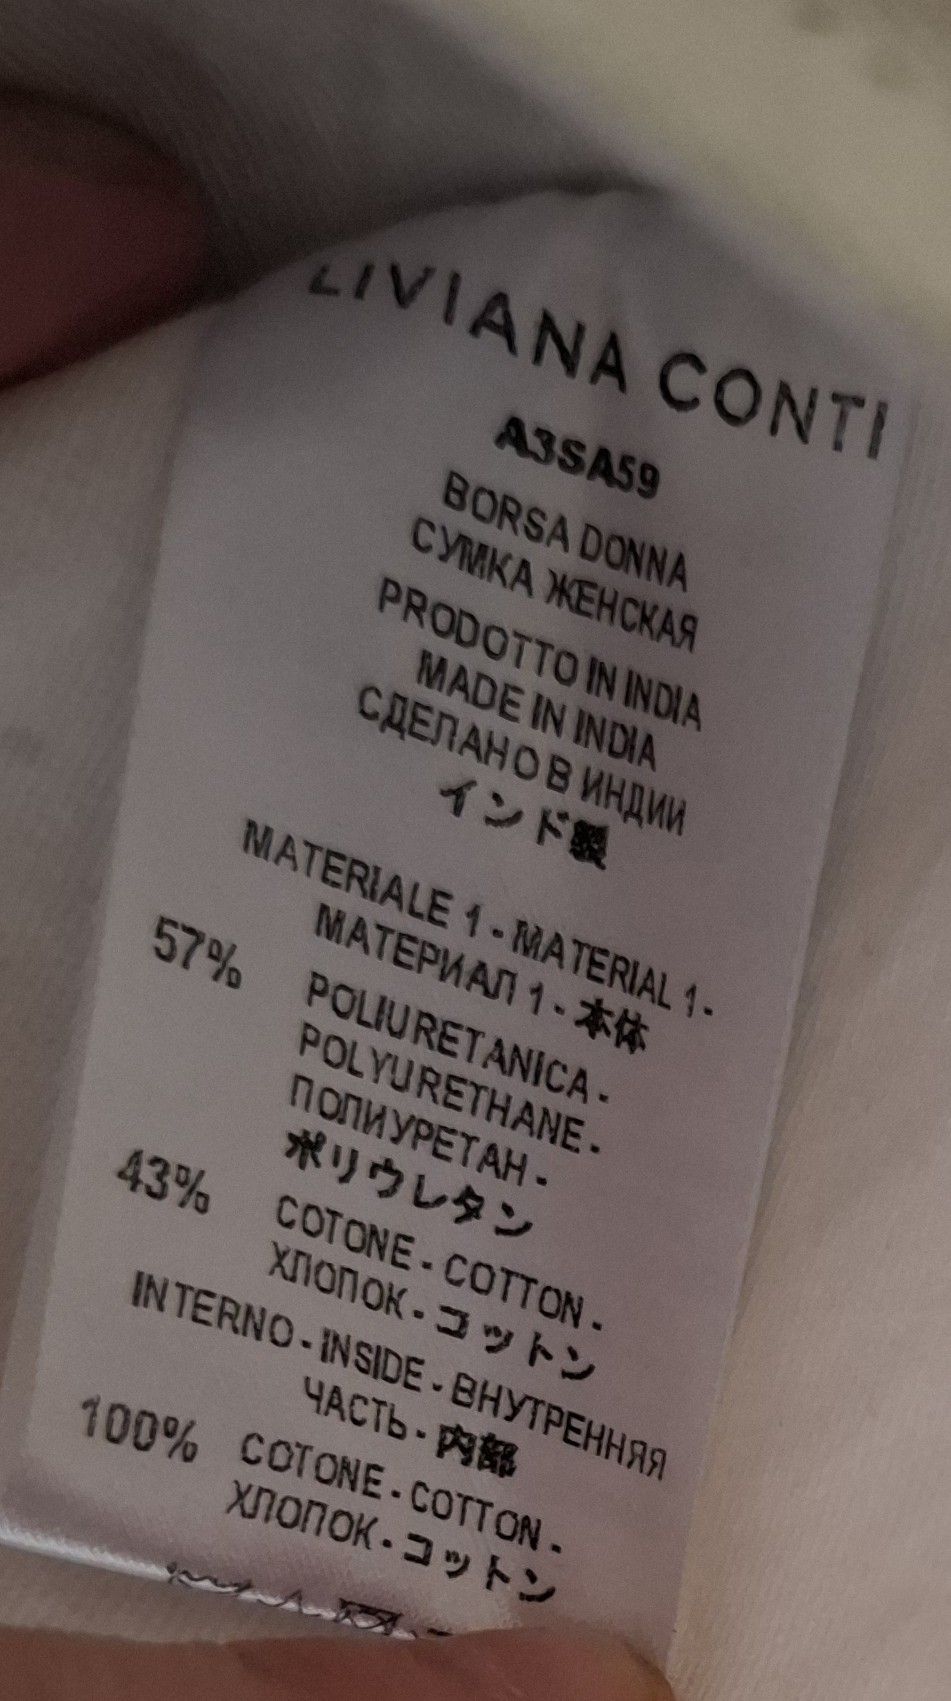 LIVIANA CONTI
A3SA59
BORSA DONNA
СУМКА ЖЕНСКАЯ
PRODOTTO IN INDIA
MADE IN INDIA
СДЕЛАНО В ИНДИИ
インド製
MATERIALE 1 - MATERIAL 1 -
МАТЕРИАЛ 1 - 本体
57% POLIURETANICA -
POLYURETHANE -
ПОЛИУРЕТАН -
ポリウレタン
43% COTONE - COTTON -
ХЛОПОК - コットン
INTERNO - INSIDE - ВНУТРЕННЯЯ
ЧАСТЬ - 内部
100% COTONE - COTTON -
ХЛОПОК - コットン